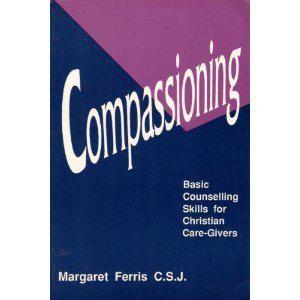 Compassioning
Basic
Counselling
Skills for
Christian
Care-Givers
Margaret Ferris C.S.J.